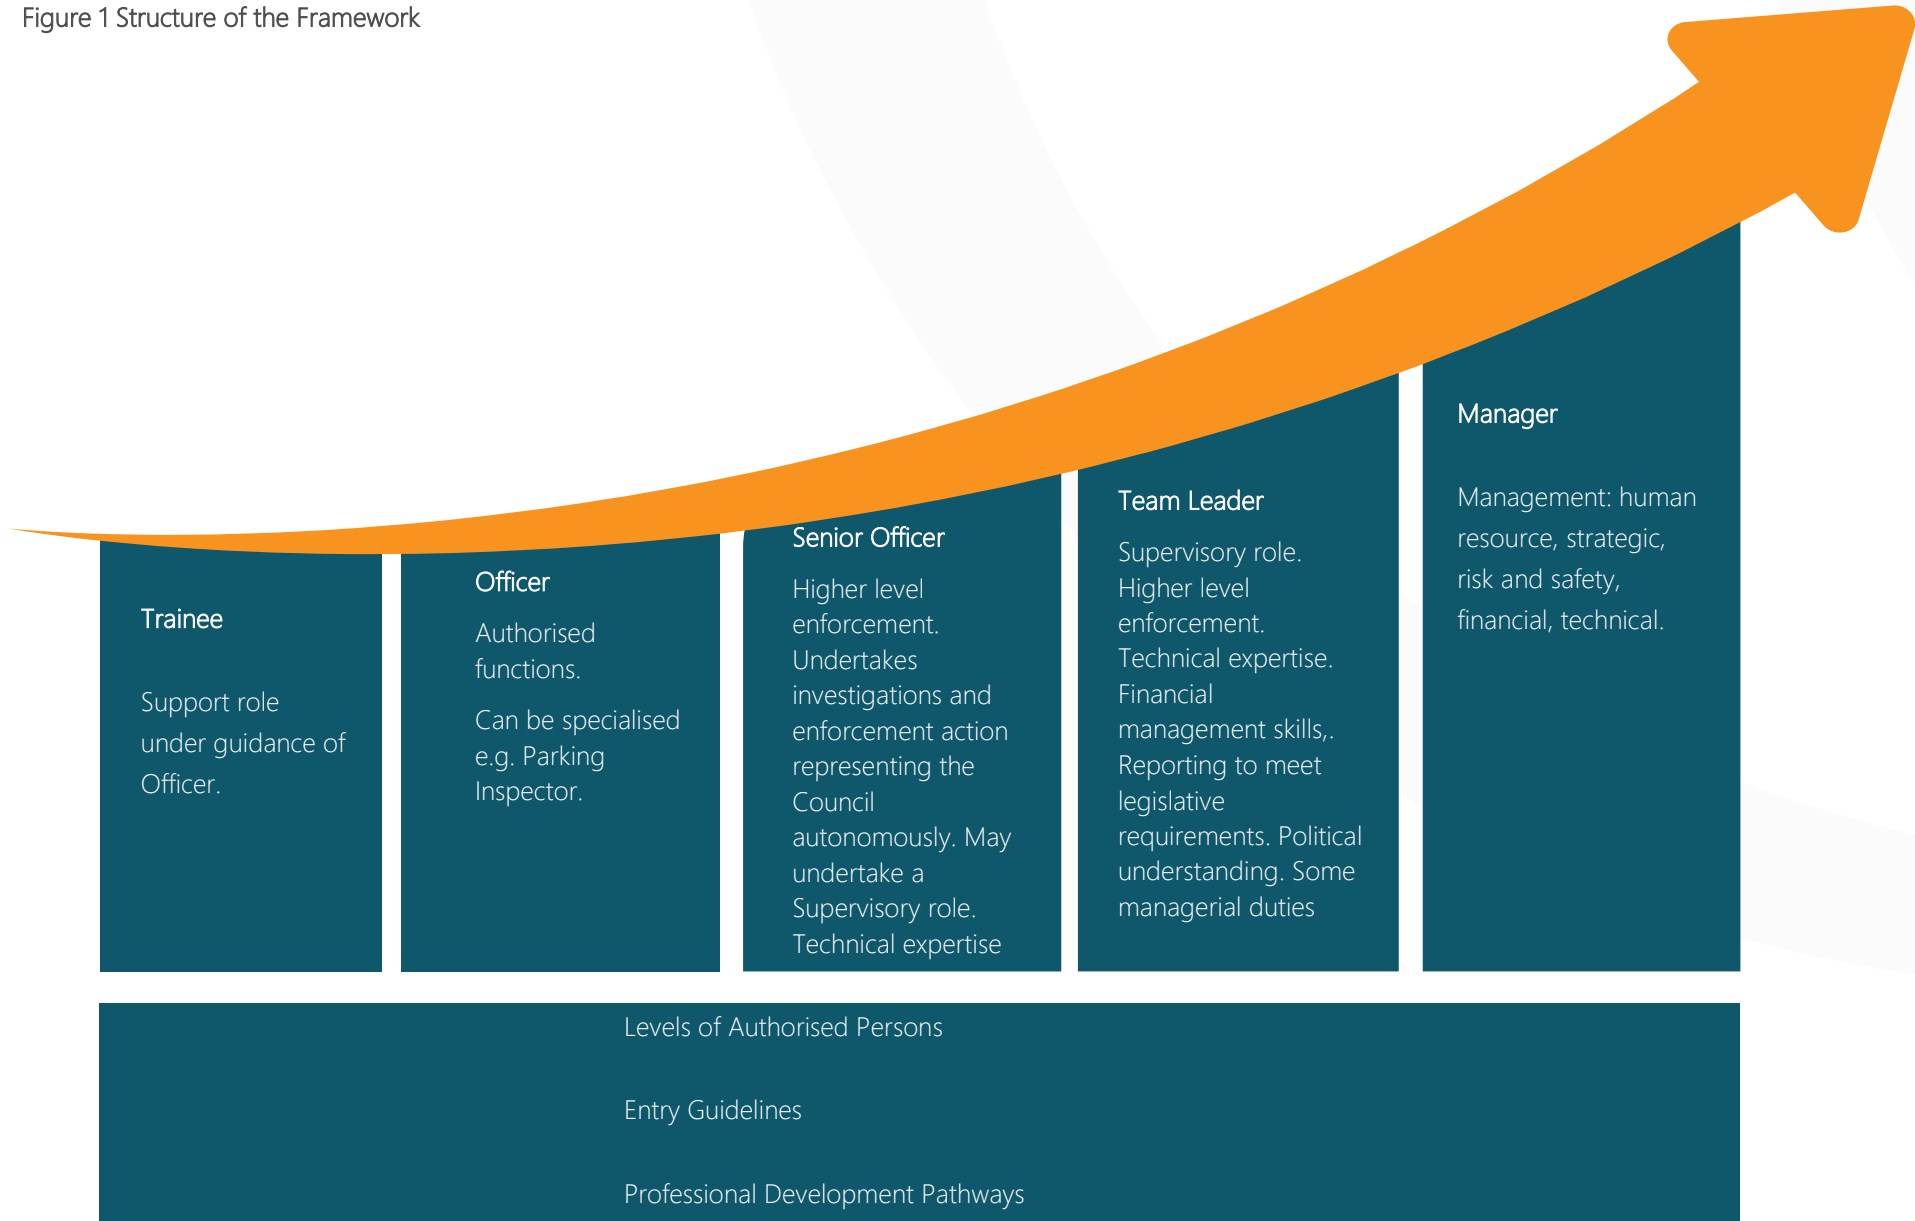 Figure 1 Structure of the Framework
Trainee
Support role
under guidance of
Officer.
Officer
Authorised
functions.
Can be specialised
e.g. Parking
Inspector.
Senior Officer
Higher level
enforcement.
Undertakes
investigations and
enforcement action
representing the
Council
autonomously. May
undertake a
Supervisory role.
Technical expertise
Team Leader
Supervisory role.
Higher level
enforcement.
Technical expertise.
Financial
management skills,.
Reporting to meet
legislative
requirements. Political
understanding. Some
managerial duties
Manager
Management: human
resource, strategic,
risk and safety,
financial, technical.
Levels of Authorised Persons
Entry Guidelines
Professional Development Pathways